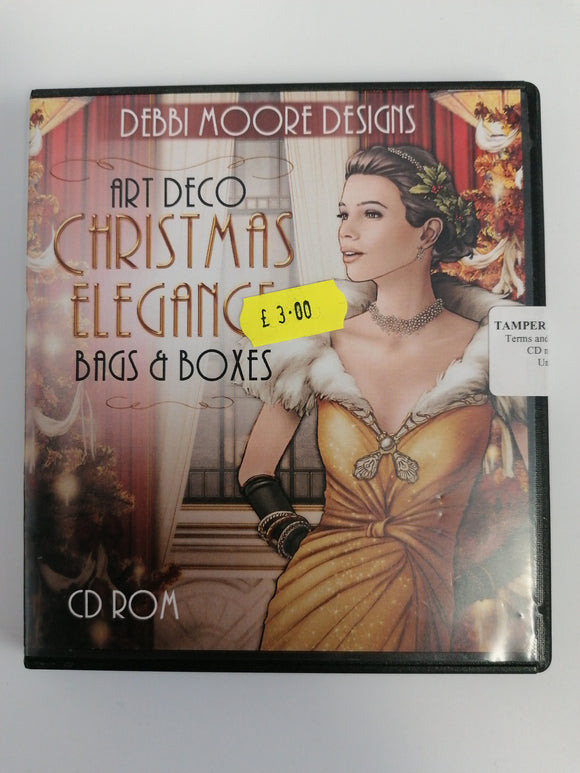 DEBBI MOORE DESIGNS
ART DECO
CHRISTMAS
ELEGANCE
£ 3.00
BAGS & BOXES
TAMPER
Terms and
CD
CD ROM